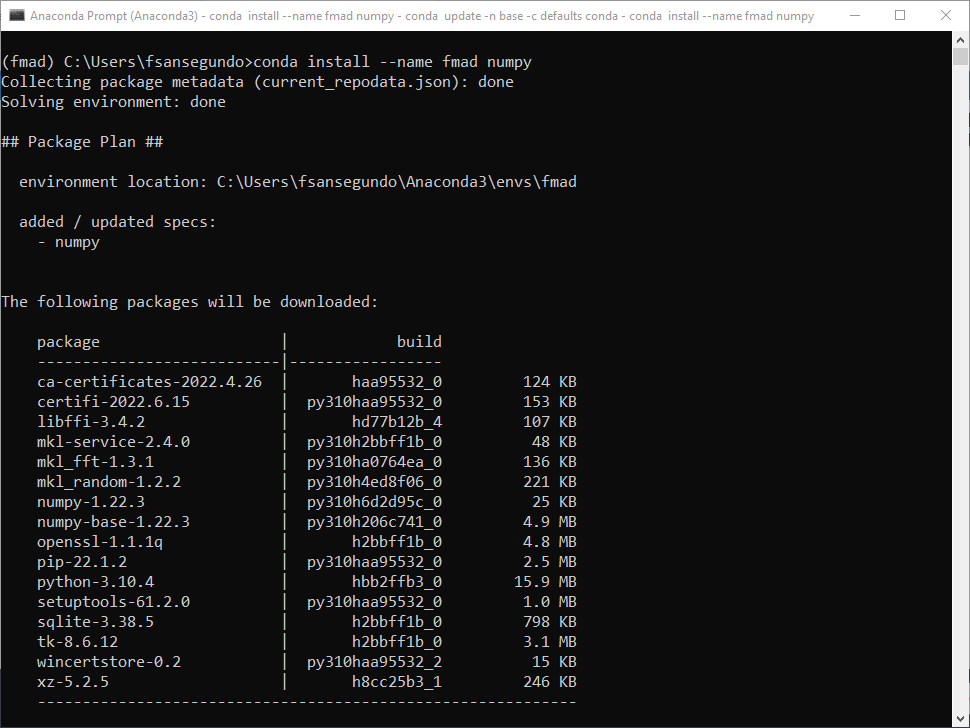 Anaconda Prompt (Anaconda3) - conda  install --name fmad numpy - conda  update -n base -c defaults conda - conda  install --name fmad numpy
(fmad) C:\Users\fsansegundo>conda install --name fmad numpy
Collecting package metadata (current_repodata.json): done
Solving environment: done
## Package Plan ##
  environment location: C:\Users\fsansegundo\Anaconda3\envs\fmad
  added / updated specs:
    - numpy
The following packages will be downloaded:
    package                    |            build
    ---------------------------|-----------------
    ca-certificates-2022.4.26  |       haa95532_0         124 KB
    certifi-2022.6.15          |  py310haa95532_0         153 KB
    libffi-3.4.2               |       hd77b12b_4         107 KB
    mkl-service-2.4.0          |  py310h2bbff1b_0          48 KB
    mkl_fft-1.3.1              |  py310ha0764ea_0         136 KB
    mkl_random-1.2.2           |  py310h4ed8f06_0         221 KB
    numpy-1.22.3               |  py310h6d2d95c_0          25 KB
    numpy-base-1.22.3          |  py310h206c741_0         4.9 MB
    openssl-1.1.1q             |       h2bbff1b_0         4.8 MB
    pip-22.1.2                 |  py310haa95532_0         2.5 MB
    python-3.10.4              |       hbb2ffb3_0        15.9 MB
    setuptools-61.2.0          |  py310haa95532_0         1.0 MB
    sqlite-3.38.5              |       h2bbff1b_0         798 KB
    tk-8.6.12                  |       h2bbff1b_0         3.1 MB
    wincertstore-0.2           |  py310haa95532_2          15 KB
    xz-5.2.5                   |       h8cc25b3_1         246 KB
    ------------------------------------------------------------